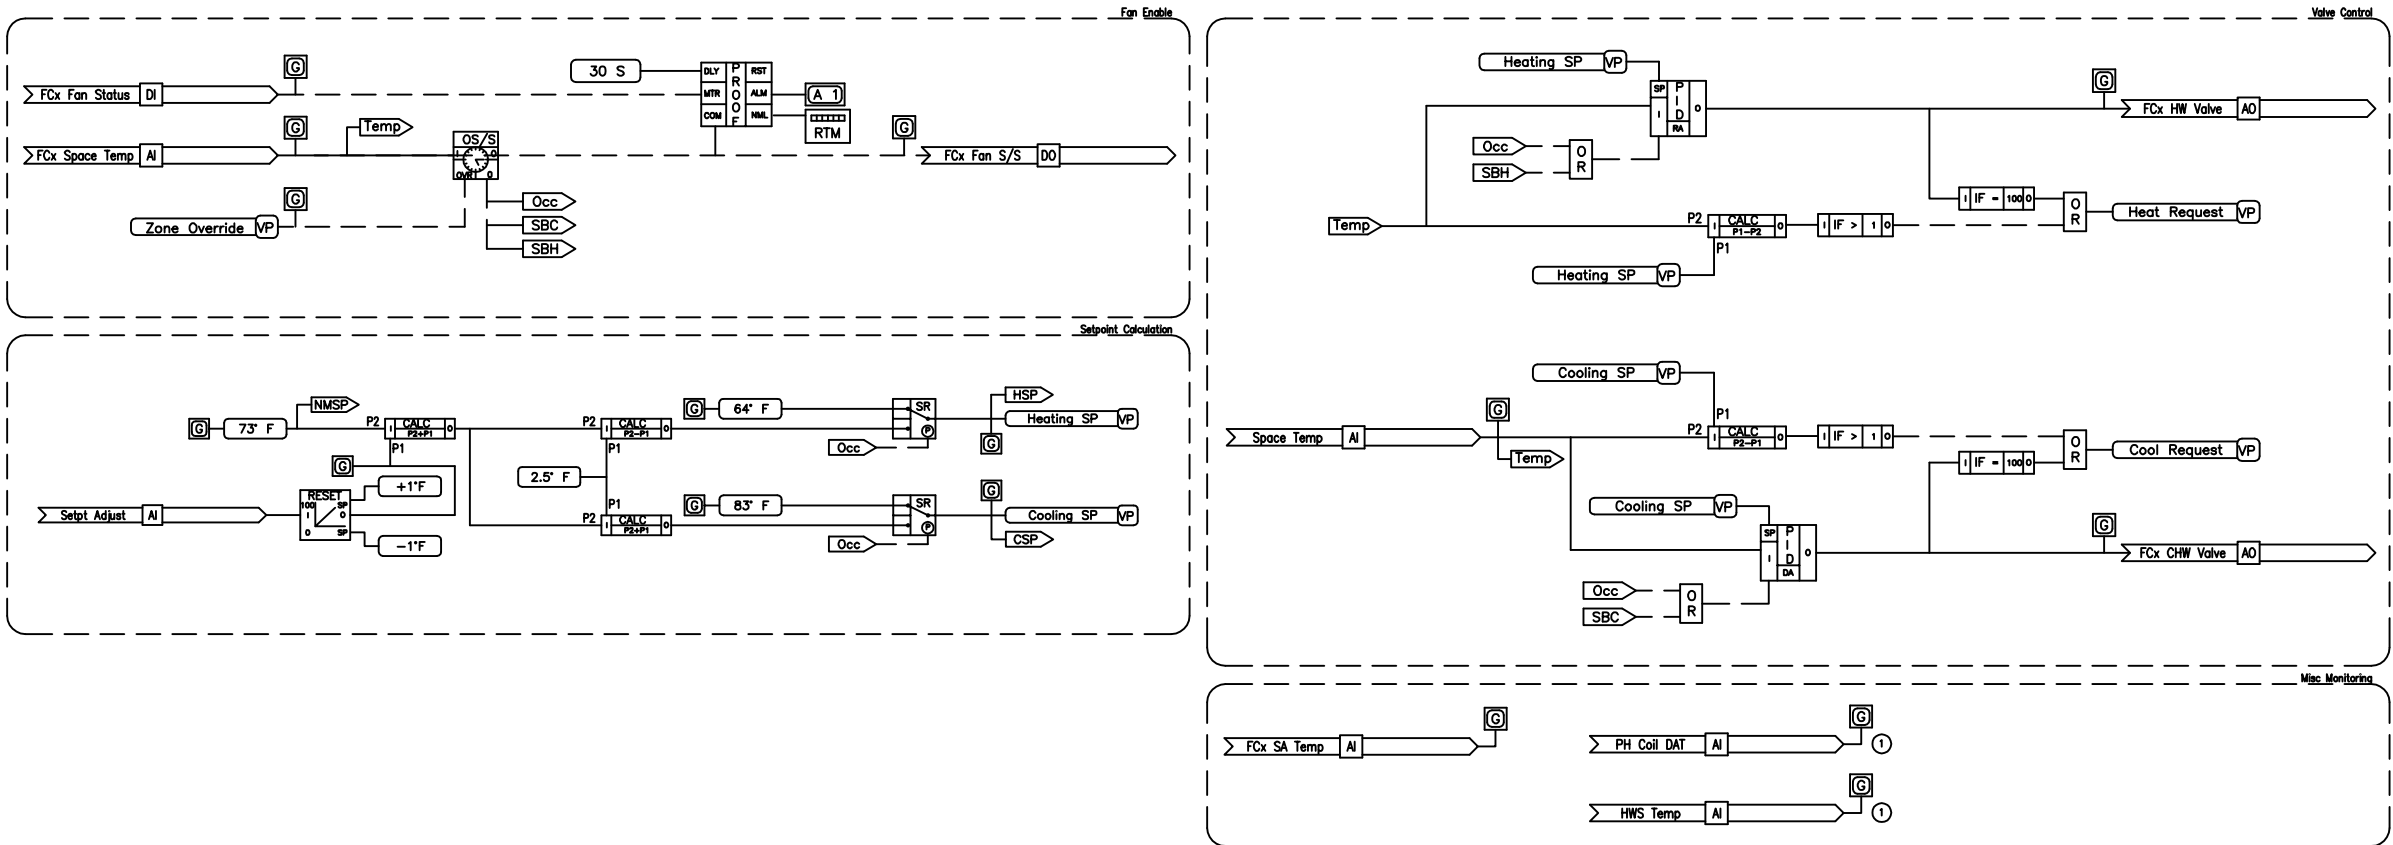 Fan Enable
G
30 S
DLY P RST
FCx Fan Status DI
MTR R ALM
A 1
O
COM O NML
F
RTM
G
Temp
OS/S
G
FCx Space Temp AI
I O
OVR O
FCx Fan S/S DO
G
Zone Override VP
Occ
SBC
SBH
Setpoint Calculation
NMSP
G
73° F
P2
CALC
I O
P2+P1
P1
G
RESET
100 SP
I O
O SP
+1°F
-1°F
Setpt Adjust AI
P2
CALC
I O
P2-P1
P1
2.5° F
P1
P2
CALC
I O
P2+P1
G
64° F
SR
P
Occ
HSP
Heating SP VP
G
G
83° F
SR
P
Occ
G
Cooling SP VP
CSP
Valve Control
Heating SP VP
SP P
I I O
D
RA
G
FCx HW Valve AO
Occ
SBH
O
R
Temp
P2
CALC
I O
P1-P2
P1
I IF > 1 O
I IF = 100 O
O
R
Heat Request VP
Heating SP VP
Cooling SP VP
P1
G
Space Temp AI
P2
CALC
I O
P2-P1
I IF > 1 O
Temp
I IF = 100 O
O
R
Cool Request VP
Cooling SP VP
SP P
I I O
D
DA
G
FCx CHW Valve AO
Occ
SBC
O
R
Misc Monitoring
G
FCx SA Temp AI
G
PH Coil DAT AI
1
G
HWS Temp AI
1